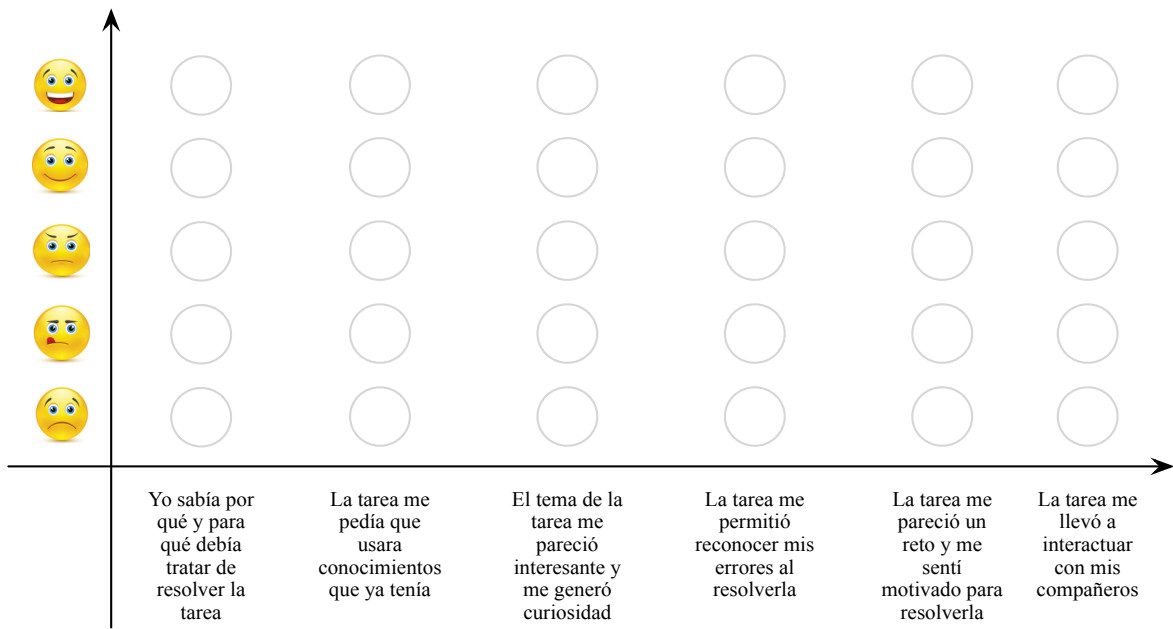 Yo sabía por
qué y para
qué debía
tratar de
resolver la
tarea
La tarea me
pedía que
usara
conocimientos
que ya tenía
El tema de la
tarea me
pareció
interesante y
me generó
curiosidad
La tarea me
permitió
reconocer mis
errores al
resolverla
La tarea me
pareció un
reto y me
sentí
motivado para
resolverla
La tarea me
llevó a
interactuar
con mis
compañeros